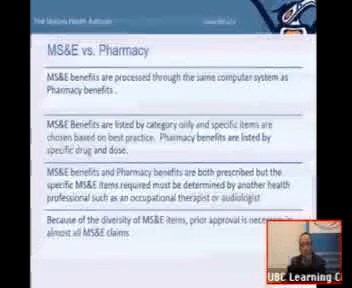 First Nations Health Authority
MS&E vs. Pharmacy
MS&E benefits are processed through the same computer system as
Pharmacy benefits .
MS&E Benefits are listed by category only and specific items are
chosen based on best practice. Pharmacy benefits are listed by
specific drug and dose.
MS&E benefits and Pharmacy benefits are both prescribed but the
specific MS&E items required must be determined by another health
professional such as an occupational therapist or audiologist
Because of the diversity of MS&E items, prior approval is necessary
almost all MS&E claims
UBC Learning C